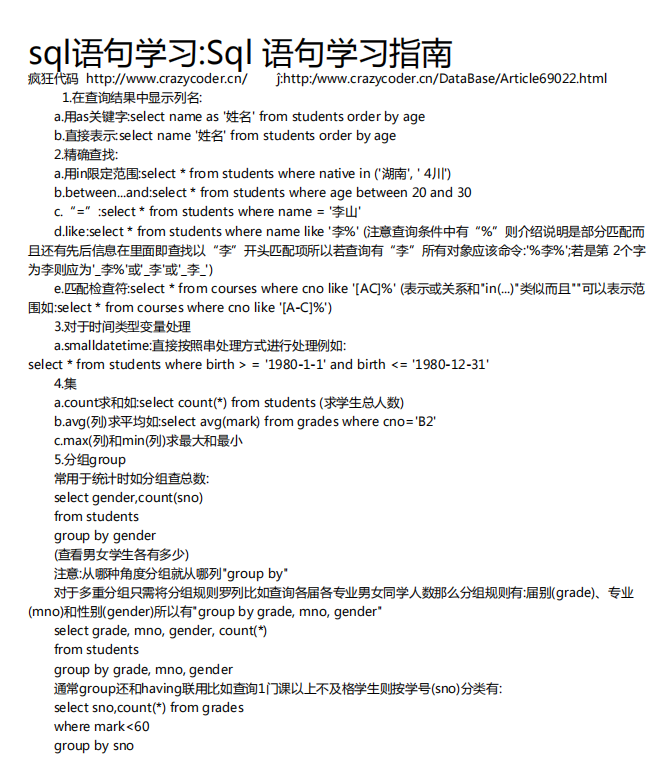 sql语句学习:Sql 语句学习指南
疯狂代码 http://www.crazycoder.cn/ ĵ:http:/www.crazycoder.cn/DataBase/Article69022.html
1.在查询结果中显示列名:
a.用as关键字:select name as '姓名' from students order by age
b.直接表示:select name '姓名' from students order by age
2.精确查找:
a.用in限定范围:select * from students where native in ('湖南', ' 4川')
b.between...and:select * from students where age between 20 and 30
c.“=”:select * from students where name = '李山'
d.like:select * from students where name like '李%' (注意查询条件中有“%”则介绍说明是部分匹配而
且还有先后信息在里面即查找以“李”开头匹配项所以若查询有“李”所有对象应该命令:'%李%';若是第 2个字
为李则应为'_李%'或'_李'或'_李_')
e.匹配检查符:select * from courses where cno like '[AC]%' (表示或关系和"in(...)"类似而且""可以表示范
围如:select * from courses where cno like '[A-C]%')
3.对于时间类型变量处理
a.smalldatetime:直接按照串处理方式进行处理例如:
select * from students where birth > = '1980-1-1' and birth <= '1980-12-31'
4.集
a.count求和如:select count(*) from students (求学生总人数)
b.avg(列)求平均如:select avg(mark) from grades where cno='B2'
c.max(列)和min(列)求最大和最小
5.分组group
常用于统计时如分组查总数:
select gender,count(sno)
from students
group by gender
(查看男女学生各有多少)
注意:从哪种角度分组就从哪列"group by"
对于多重分组只需将分组规则罗列比如查询各届各专业男女同学人数那么分组规则有:届别(grade)、专业
(mno)和性别(gender)所以有"group by grade, mno, gender"
select grade, mno, gender, count(*)
from students
group by grade, mno, gender
通常group还和having联用比如查询1门课以上不及格学生则按学号(sno)分类有:
select sno,count(*) from grades
where mark<60
group by sno